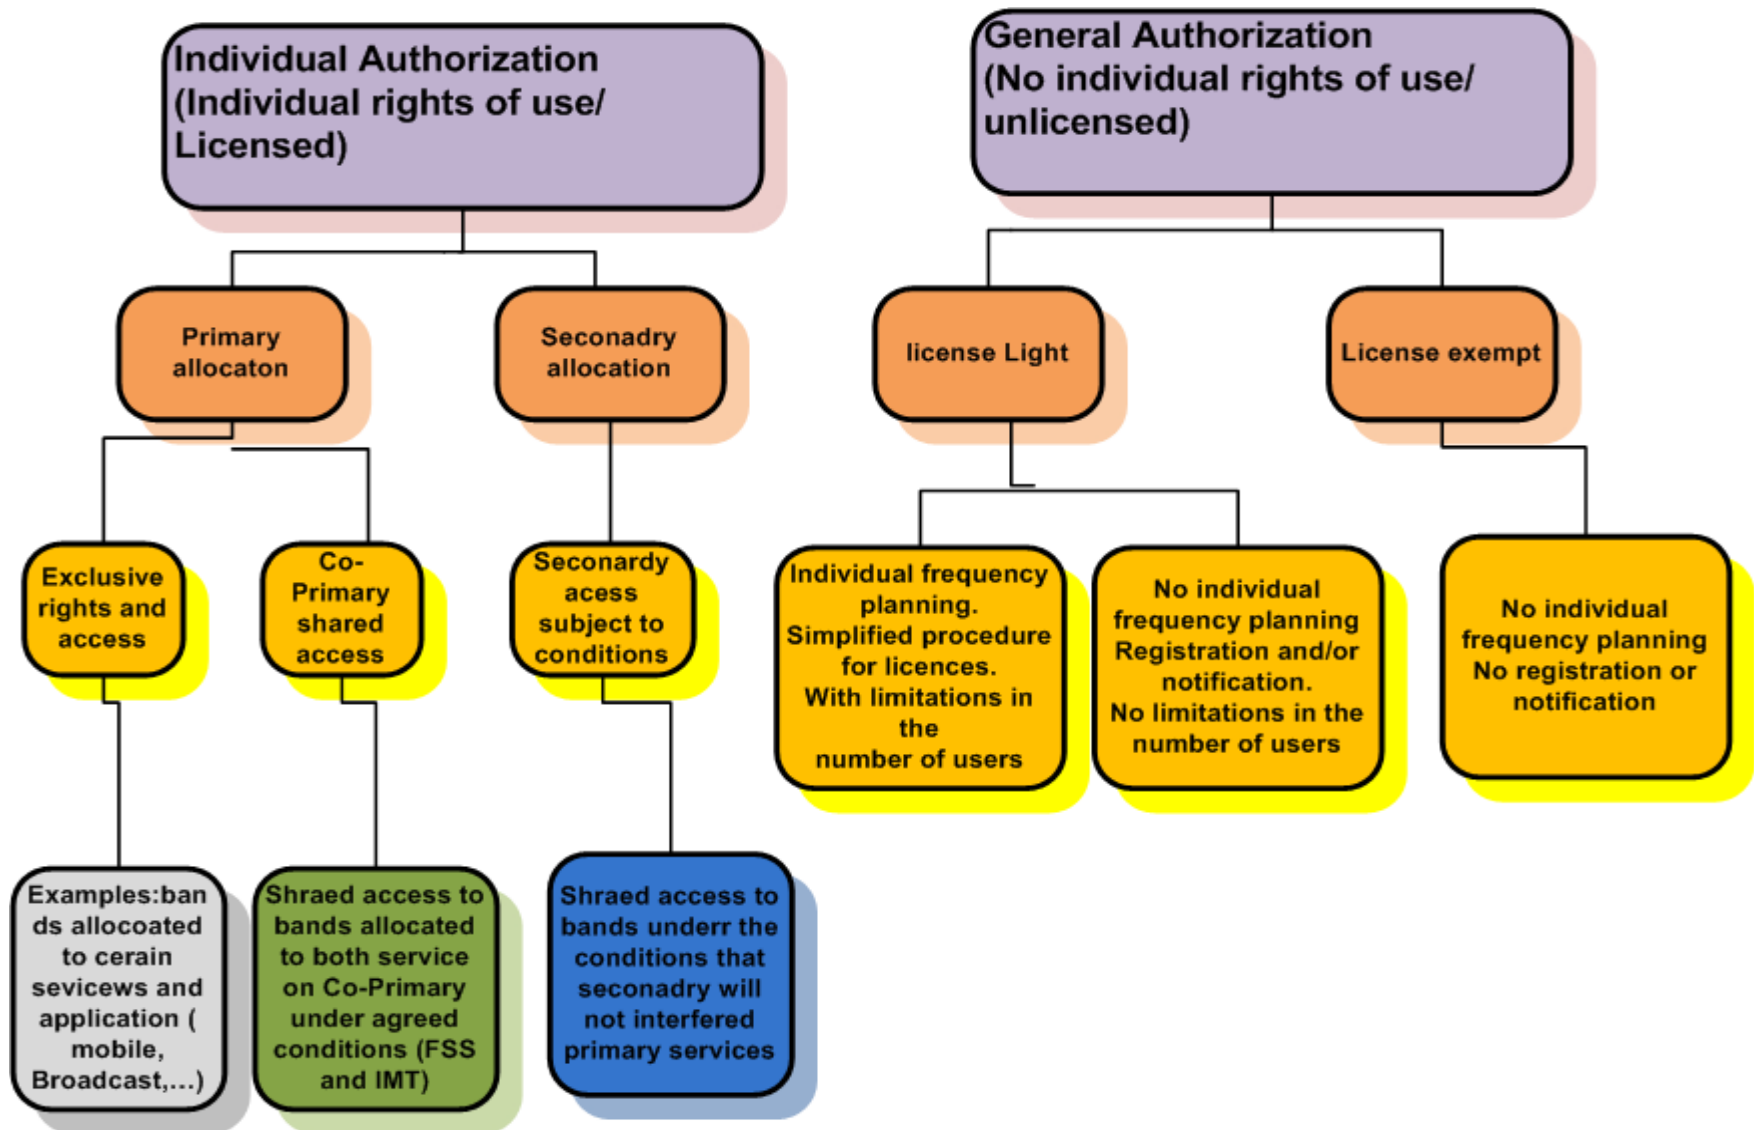 Individual Authorization
(Individual rights of use/
Licensed)
General Authorization
(No individual rights of use/
unlicensed)
Primary
allocaton
Seconadry
allocation
license Light
License exempt
Exclusive
rights and
access
Co-
Primary
shared
access
Seconardy
acess
subject to
conditions
Individual frequency
planning.
Simplified procedure
for licences.
With limitations in
the
number of users
No individual
frequency planning
Registration and/or
notification.
No limitations in the
number of users
No individual
frequency planning
No registration or
notification
Examples:ban
ds allocoated
to cerain
sevicews and
application (
mobile,
Broadcast,...)
Shraed access to
bands allocated
to both service
on Co-Primary
under agreed
conditions (FSS
and IMT)
Shraed access to
bands underr the
conditions that
seconadry will
not interfered
primary services